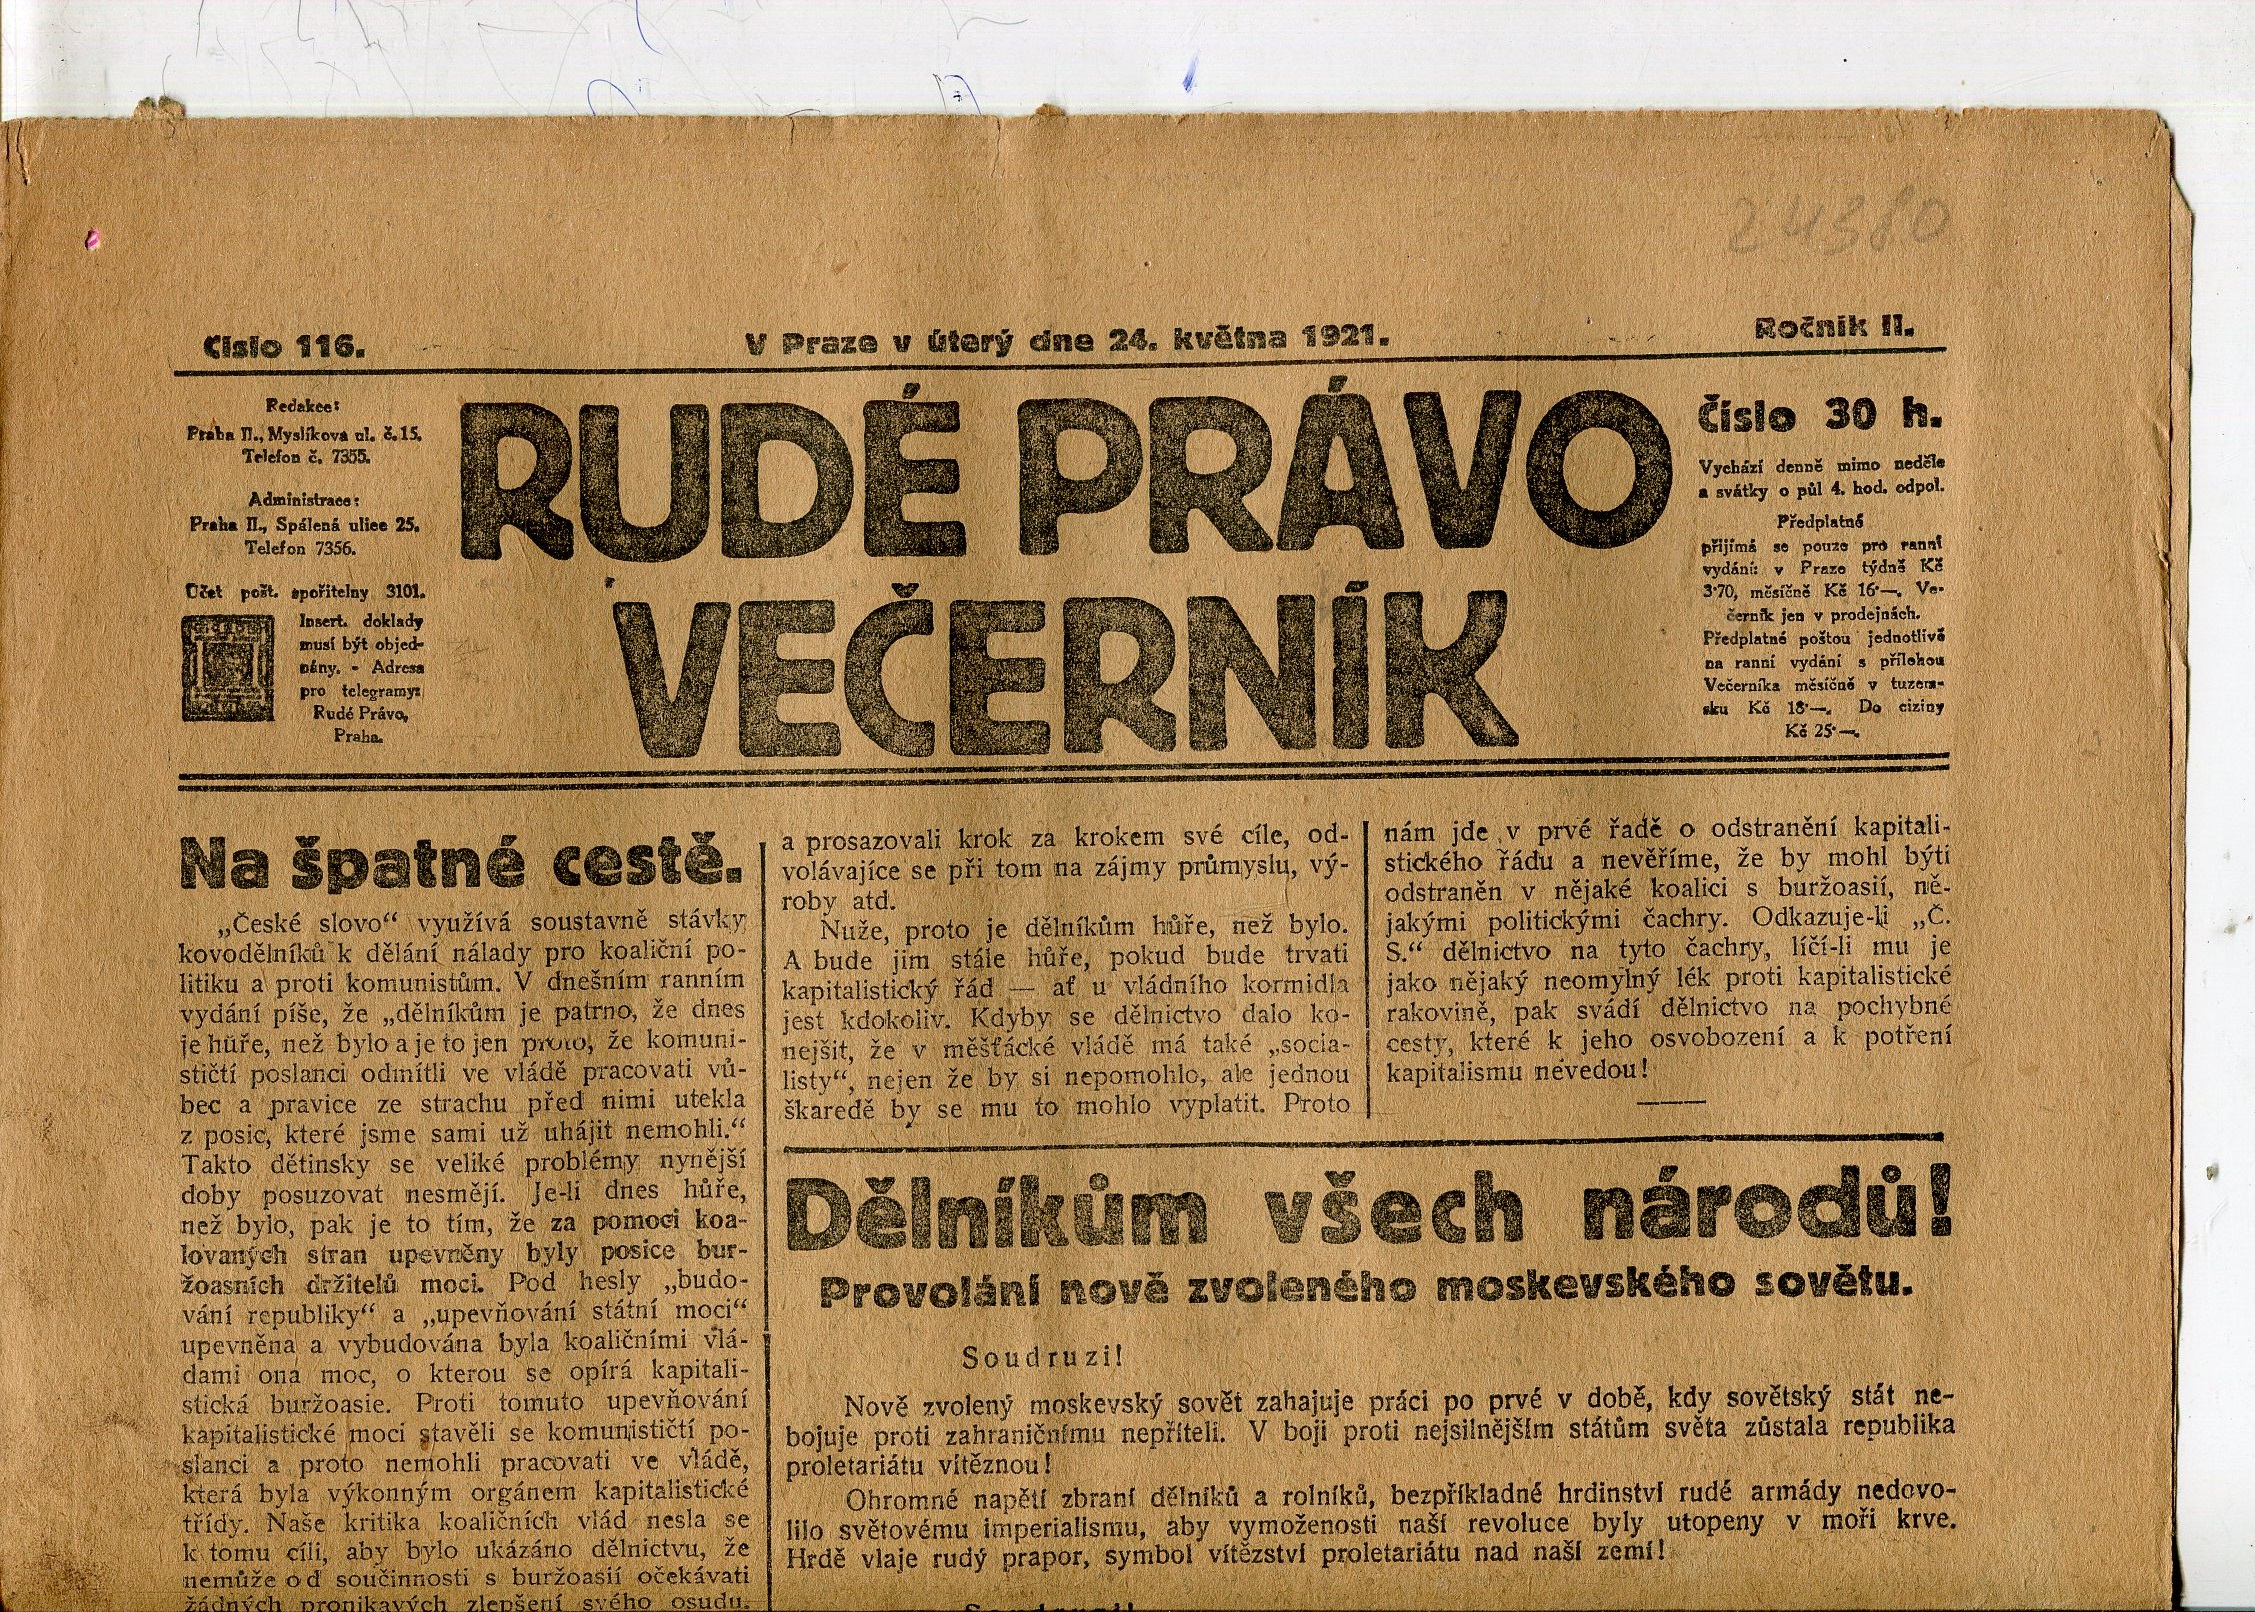 24380
Číslo 116.
V Praze v úterý dne 24. května 1921.
Ročník II.
Redakce:
Praha II., Myslíkova ul. č. 15.
Telefon č. 7355.
Administrace:
Praha II., Spálená ulice 25.
Telefon 7356.
Účet pošt. spořitelny 3101.
Insert. doklady
musí být objed-
nány. - Adresa
pro telegramy:
Rudé Právo,
Praha.
RUDÉ PRÁVO
VEČERNÍK
Číslo 30 h.
Vychází denně mimo neděle
a svátky o půl 4. hod. odpol.
Předplatné
přijímá se pouze pro ranní
vydání: v Praze týdně Kč
3·70, měsíčně Kč 16·—. Ve-
černík jen v prodejnách.
Předplatné poštou jednotlivě
na ranní vydání s přílohou
Večerníka měsíčně v tuzem-
sku Kč 18·—. Do ciziny
Kč 25·—.
Na špatné cestě.
„České slovo“ využívá soustavně stávky
kovodělníků k dělání nálady pro koaliční po-
litiku a proti komunistům. V dnešním ranním
vydání píše, že „dělníkům je patrno, že dnes
je hůře, než bylo a je to jen proto, že komuni-
stičtí poslanci odmítli ve vládě pracovati vů-
bec a pravice ze strachu před nimi utekla
z posic, které jsme sami už uhájit nemohli.“
Takto dětinsky se veliké problémy nynější
doby posuzovat nesmějí. Je-li dnes hůře,
než bylo, pak je to tím, že za pomoci koa-
lovaných stran upevněny byly posice bur-
žoasních držitelů moci. Pod hesly „budo-
vání republiky“ a „upevňování státní moci“
upevněna a vybudována byla koaličními vlá-
dami ona moc, o kterou se opírá kapitali-
stická buržoasie. Proti tomuto upevňování
kapitalistické moci stavěli se komunističtí po-
slanci a proto nemohli pracovati ve vládě,
která byla výkonným orgánem kapitalistické
třídy. Naše kritika koaličních vlád nesla se
k tomu cíli, aby bylo ukázáno dělnictvu, že
nemůže od součinnosti s buržoasií očekávati
žádných pronikavých zlepšení svého osudu.
a prosazovali krok za krokem své cíle, od-
volávajíce se při tom na zájmy průmyslu, vý-
roby atd.
Nuže, proto je dělníkům hůře, než bylo.
A bude jim stále hůře, pokud bude trvati
kapitalistický řád — ať u vládního kormidla
jest kdokoliv. Kdyby se dělnictvo dalo ko-
nejšit, že v měšťácké vládě má také „socia-
listy“, nejen že by si nepomohlo, ale jednou
škaredě by se mu to mohlo vyplatit. Proto
nám jde v prvé řadě o odstranění kapitali-
stického řádu a nevěříme, že by mohl býti
odstraněn v nějaké koalici s buržoasií, ně-
jakými politickými čachry. Odkazuje-li „Č.
S.“ dělnictvo na tyto čachry, líčí-li mu je
jako nějaký neomylný lék proti kapitalistické
rakovině, pak svádí dělnictvo na pochybné
cesty, které k jeho osvobození a k potření
kapitalismu nevedou!
Dělníkům všech národů!
Provolání nově zvoleného moskevského sovětu.
Soudruzi!
Nově zvolený moskevský sovět zahajuje práci po prvé v době, kdy sovětský stát ne-
bojuje proti zahraničnímu nepříteli. V boji proti nejsilnějším státům světa zůstala republika
proletariátu vítěznou!
Ohromné napětí zbraní dělníků a rolníků, bezpříkladné hrdinství rudé armády nedovo-
lilo světovému imperialismu, aby vymoženosti naší revoluce byly utopeny v moři krve.
Hrdě vlaje rudý prapor, symbol vítězství proletariátu nad naší zemí!
Soudruzi!